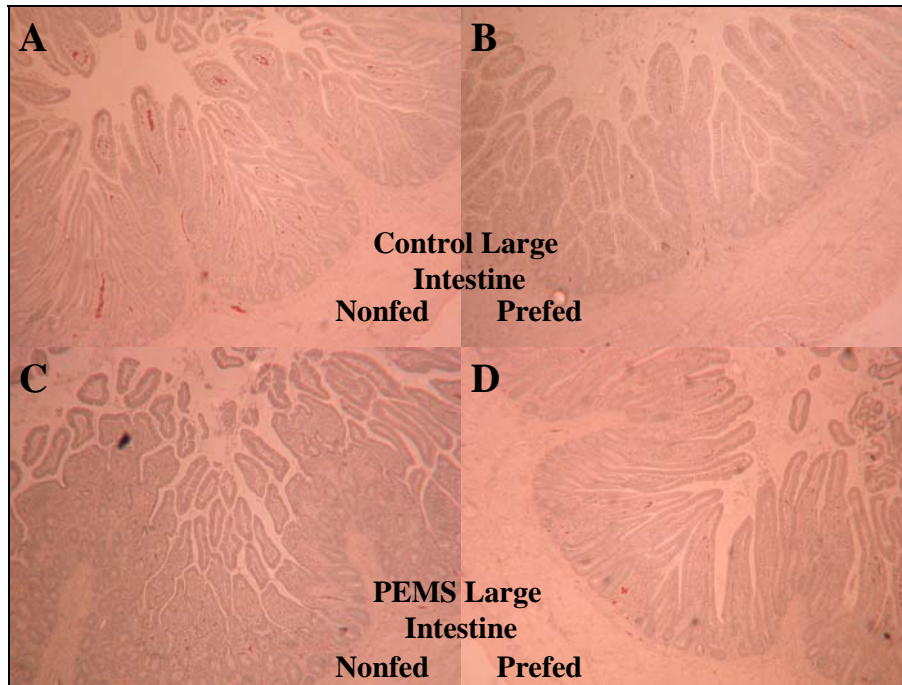 A
B
Control Large
Intestine
Nonfed Prefed
C
D
PEMS Large
Intestine
Nonfed Prefed